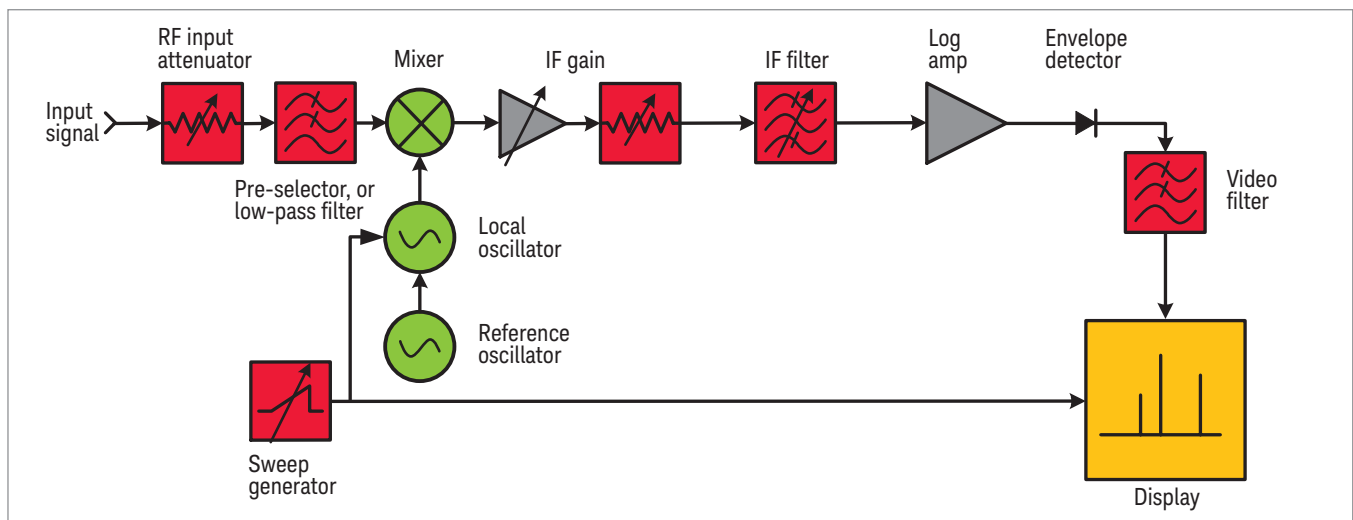 RF input
attenuator
Mixer
IF gain
IF filter
Log
amp
Envelope
detector
Input
signal
Pre-selector, or
low-pass filter
Local
oscillator
Video
filter
Reference
oscillator
Sweep
generator
Display